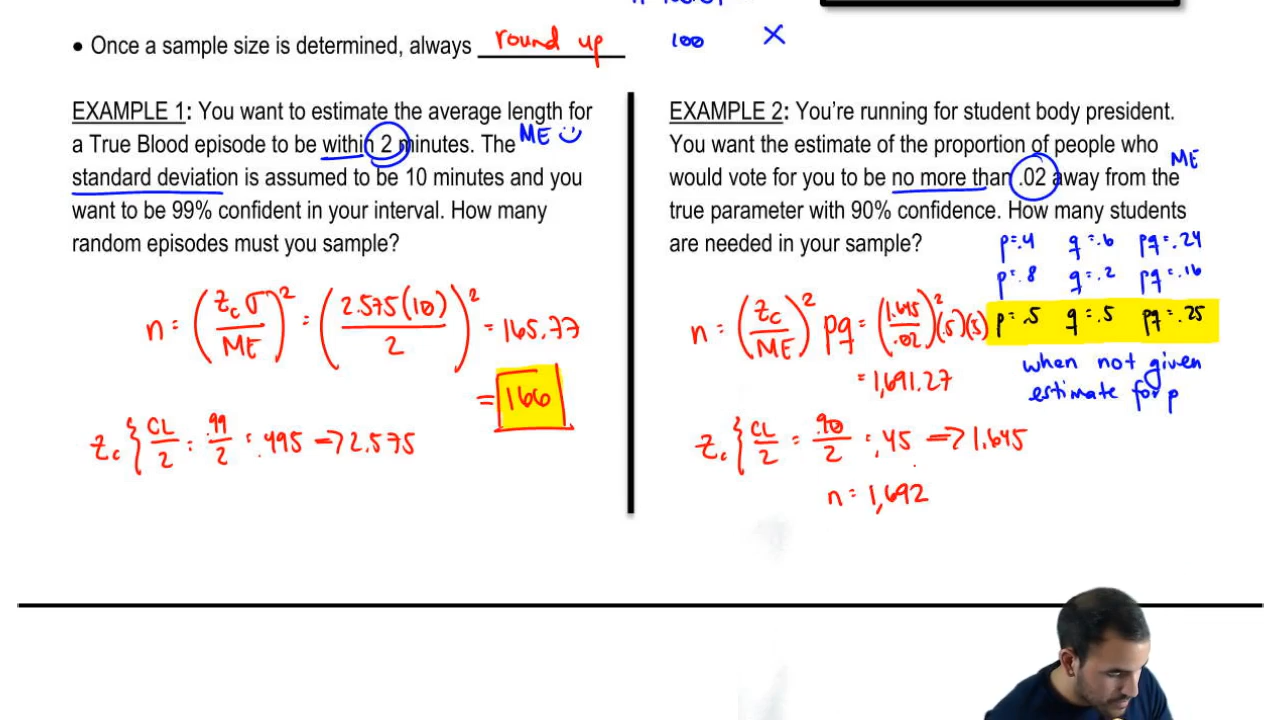 • Once a sample size is determined, always round up 100 X
EXAMPLE 1: You want to estimate the average length for
a True Blood episode to be within 2 minutes. The ME
standard deviation is assumed to be 10 minutes and you
want to be 99% confident in your interval. How many
random episodes must you sample?
n = (Zc σ / ME)² = (2.575(10) / 2)² = 165.77
= 166
Zc { CL/2 = .99/2 = .495 => 2.575
EXAMPLE 2: You're running for student body president.
You want the estimate of the proportion of people who
would vote for you to be no more than .02 away from the ME
true parameter with 90% confidence. How many students
are needed in your sample?
p=.4 q=.6 pq=.24
p=.8 q=.2 pq=.16
p=.5 q=.5 pq=.25
when not given
estimate for p
n = (Zc / ME)² pq = (1.645 / .02)² (.5)(.5)
= 1,691.27
Zc { CL/2 = .90/2 = .45 => 1.645
n = 1,692